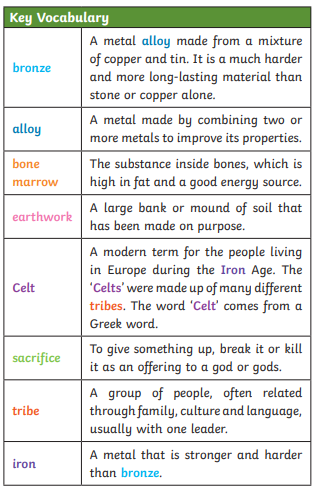 Key Vocabulary
bronze
A metal alloy made from a mixture
of copper and tin. It is a much harder
and more long-lasting material than
stone or copper alone.
alloy
A metal made by combining two or
more metals to improve its properties.
bone
marrow
The substance inside bones, which is
high in fat and a good energy source.
earthwork
A large bank or mound of soil that
has been made on purpose.
Celt
A modern term for the people living
in Europe during the Iron Age. The
‘Celts’ were made up of many different
tribes. The word ‘Celt’ comes from a
Greek word.
sacrifice
To give something up, break it or kill
it as an offering to a god or gods.
tribe
A group of people, often related
through family, culture and language,
usually with one leader.
iron
A metal that is stronger and harder
than bronze.